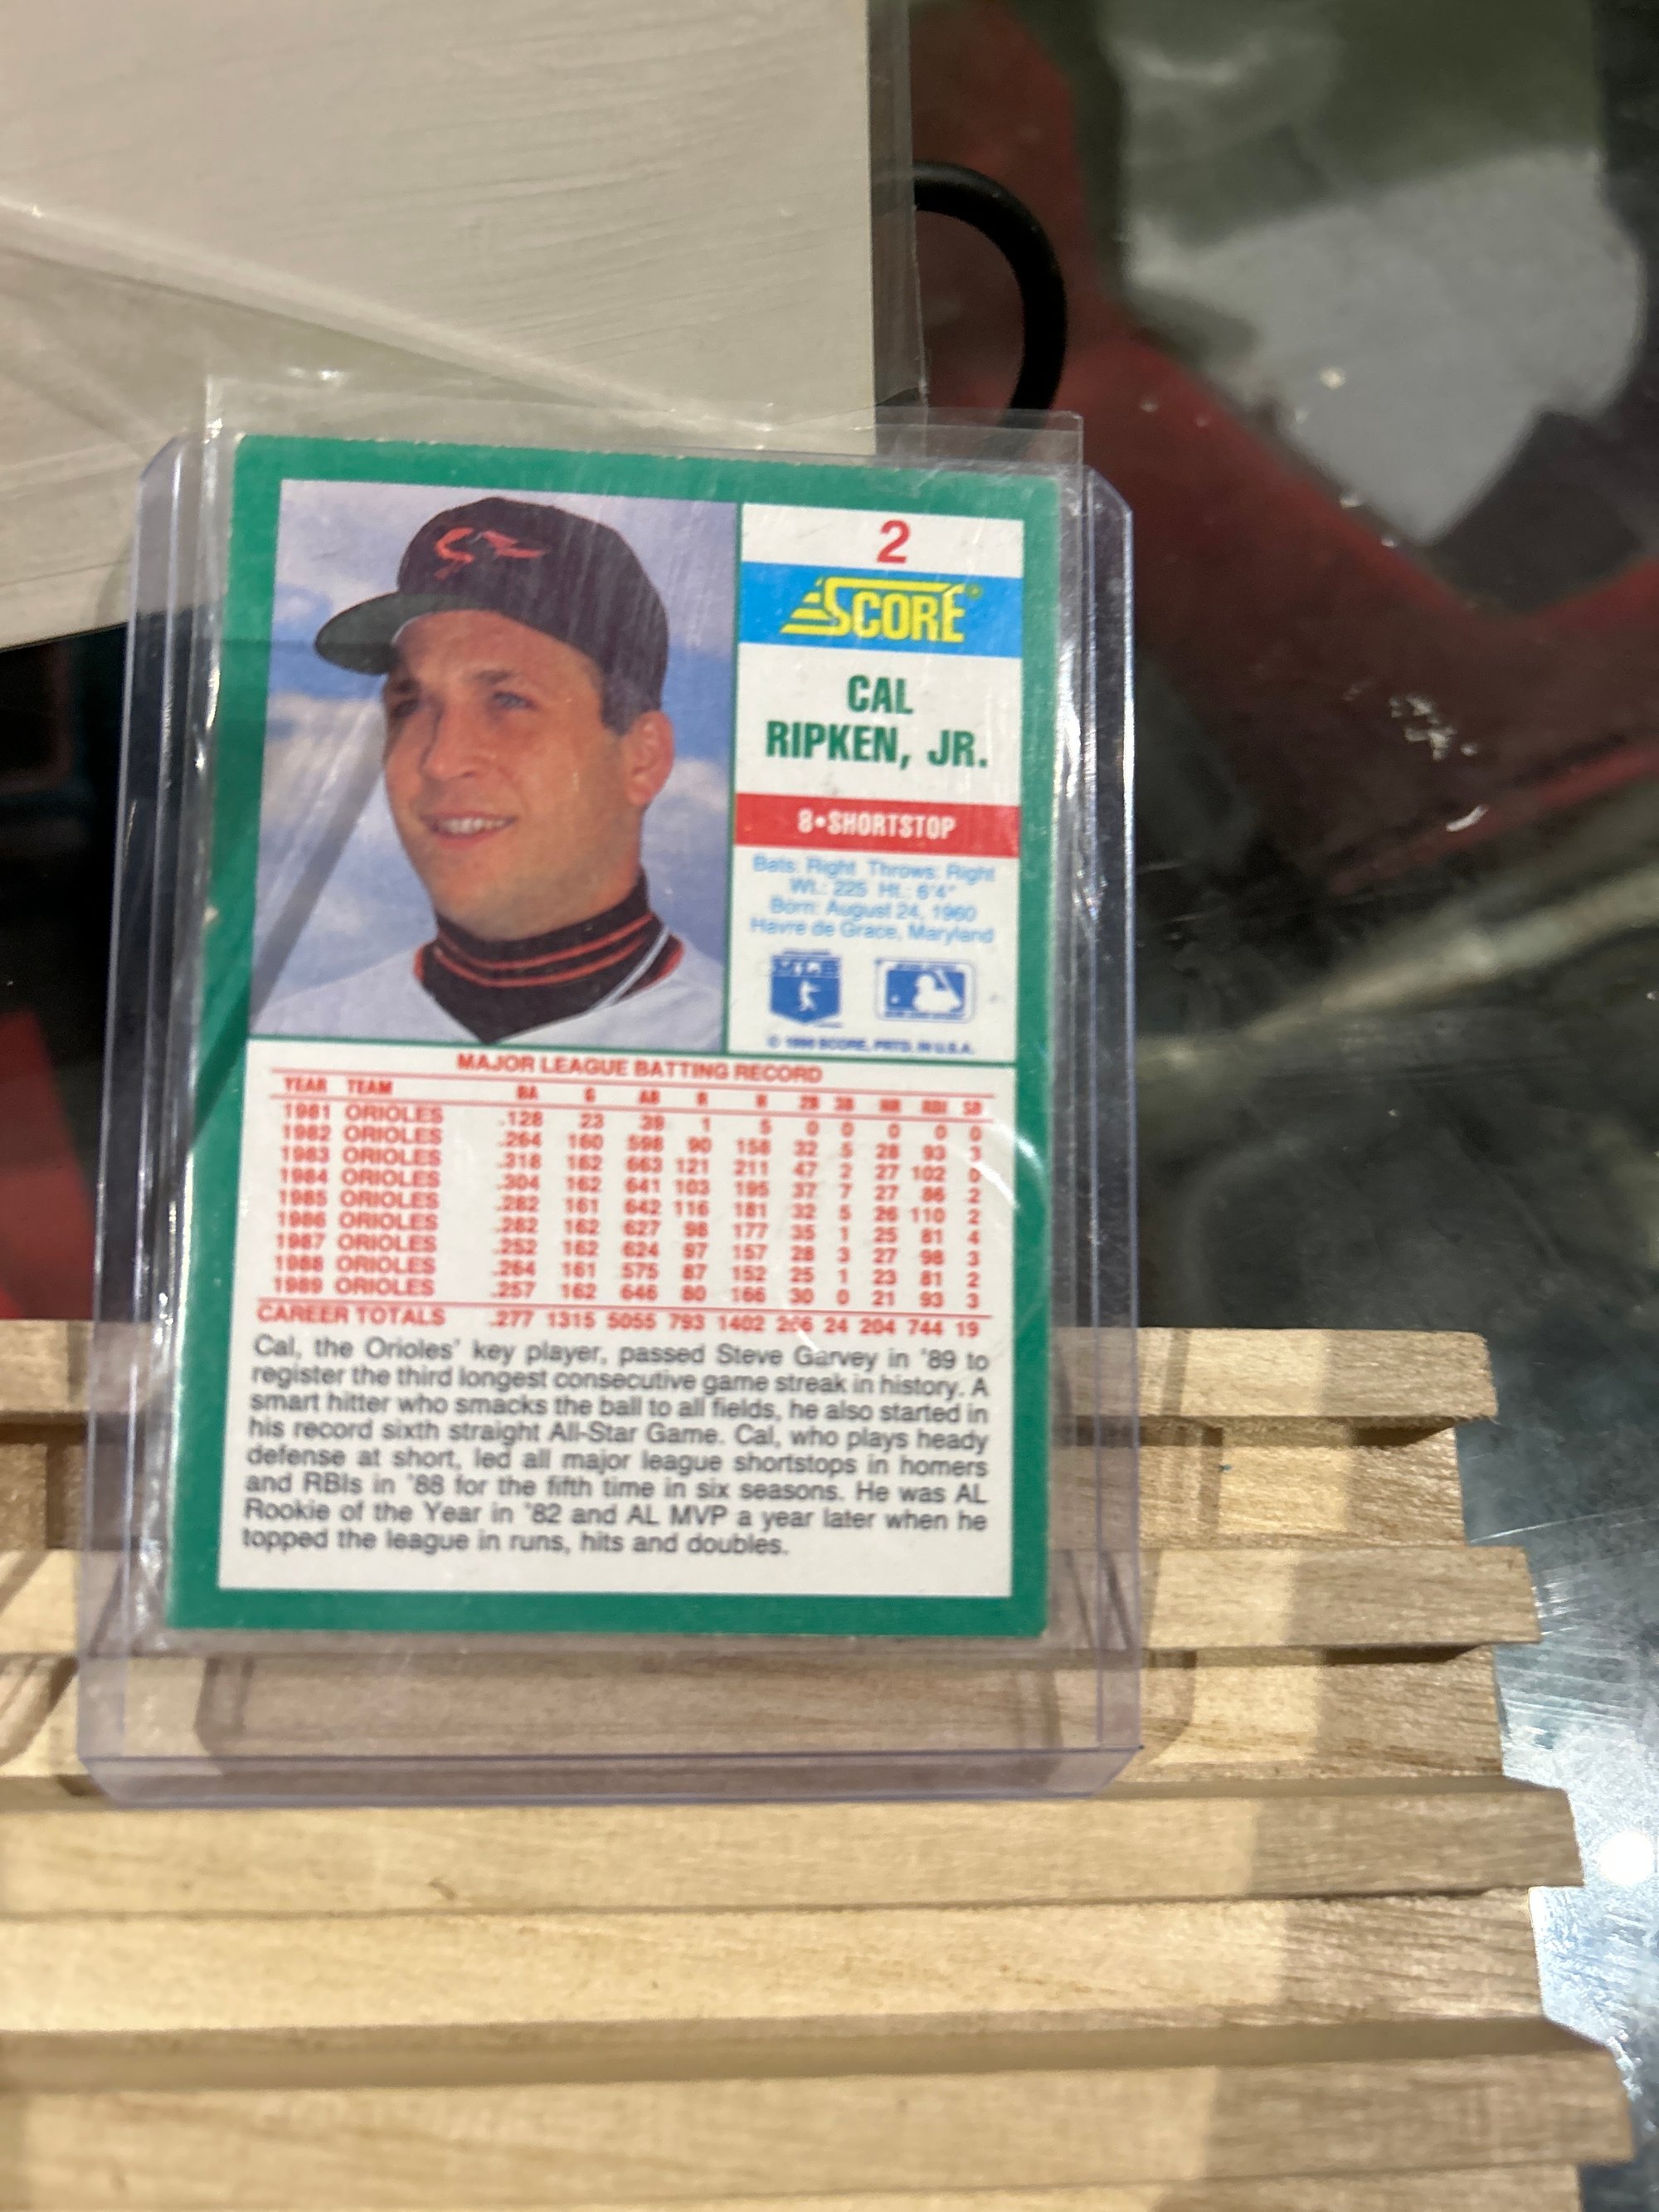 2
SCORE®
CAL
RIPKEN, JR.
8•SHORTSTOP
Bats: Right Throws: Right
Wt.: 225 Ht.: 6'4"
Born: August 24, 1960
Havre de Grace, Maryland
© 1990 SCORE, PRTD. IN U.S.A.
MAJOR LEAGUE BATTING RECORD
YEAR TEAM BA G AB R H 2B 3B HR RBI SB
1981 ORIOLES .128 23 39 1 5 0 0 0 0 0
1982 ORIOLES .264 160 598 90 158 32 5 28 93 3
1983 ORIOLES .318 162 663 121 211 47 2 27 102 0
1984 ORIOLES .304 162 641 103 195 37 7 27 86 2
1985 ORIOLES .282 161 642 116 181 32 5 26 110 2
1986 ORIOLES .282 162 627 98 177 35 1 25 81 4
1987 ORIOLES .252 162 624 97 157 28 3 27 98 3
1988 ORIOLES .264 161 575 87 152 25 1 23 81 2
1989 ORIOLES .257 162 646 80 166 30 0 21 93 3
CAREER TOTALS .277 1315 5055 793 1402 266 24 204 744 19
Cal, the Orioles' key player, passed Steve Garvey in '89 to
register the third longest consecutive game streak in history. A
smart hitter who smacks the ball to all fields, he also started in
his record sixth straight All-Star Game. Cal, who plays heady
defense at short, led all major league shortstops in homers
and RBIs in '88 for the fifth time in six seasons. He was AL
Rookie of the Year in '82 and AL MVP a year later when he
topped the league in runs, hits and doubles.